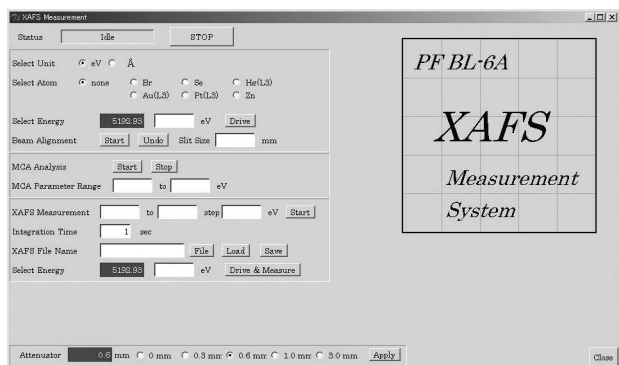 XAFS Measurement
Status Idle STOP
Select Unit eV Å
Select Atom none Br Se Hg(L3)
Au(L3) Pt(L3) Zn
Select Energy 5192.93 eV Drive
Beam Alignment Start Undo Slit Size mm
MCA Analysis Start Stop
MCA Parameter Range to eV
XAFS Measurement to step eV Start
Integration Time 1 sec
XAFS File Name File Load Save
Select Energy 5192.93 eV Drive & Measure
PF BL-6A
XAFS
Measurement
System
Attenuator 0.6 mm 0 mm 0.3 mm 0.6 mm 1.0 mm 3.0 mm Apply
Close